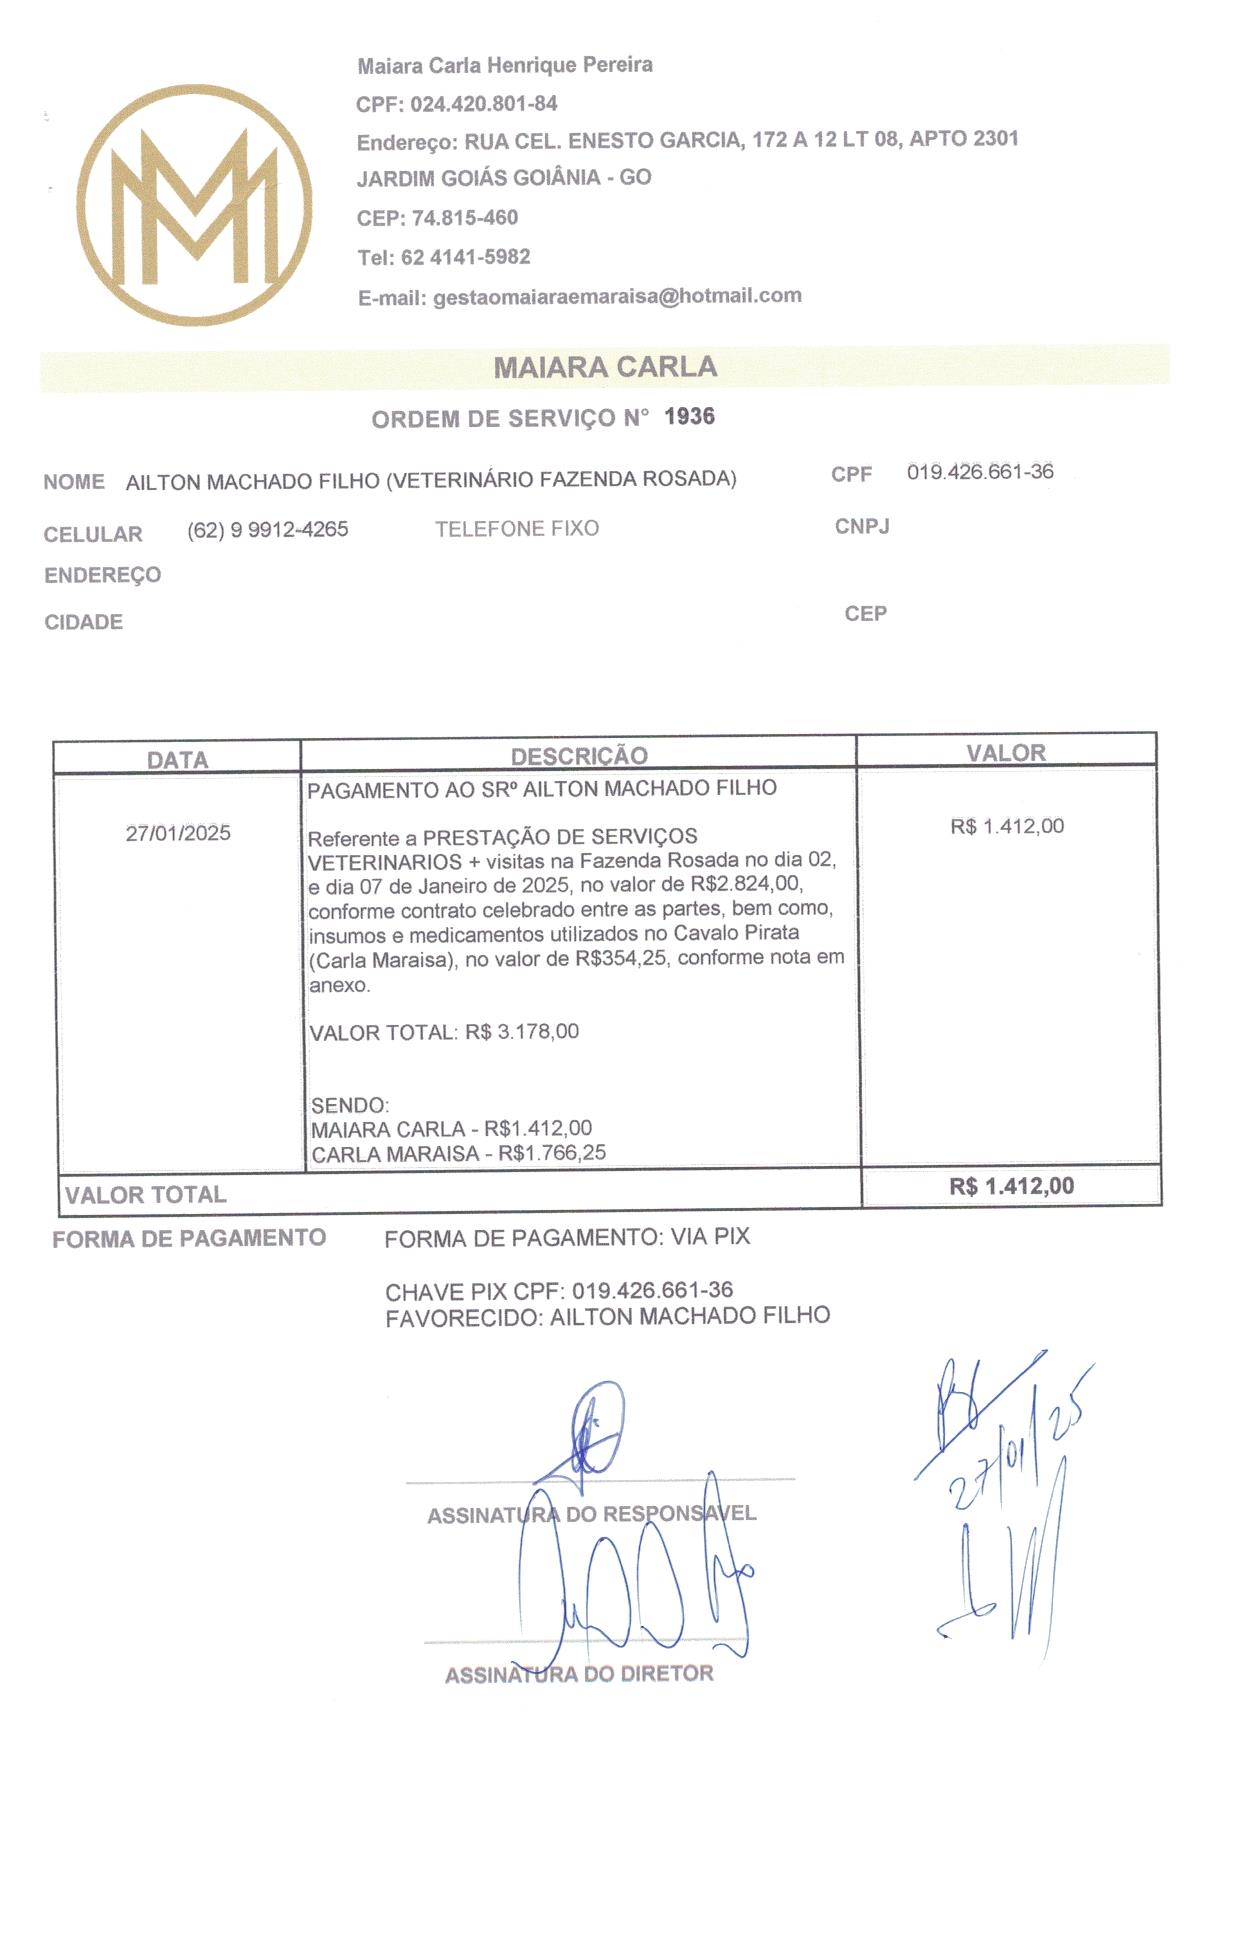 Maiara Carla Henrique Pereira
CPF: 024.420.801-84
Endereço: RUA CEL. ENESTO GARCIA, 172 A 12 LT 08, APTO 2301
JARDIM GOIÁS GOIÂNIA - GO
CEP: 74.815-460
Tel: 62 4141-5982
E-mail: gestaomaiaraemaraisa@hotmail.com
MAIARA CARLA
ORDEM DE SERVIÇO N° 1936
NOME AILTON MACHADO FILHO (VETERINÁRIO FAZENDA ROSADA) CPF 019.426.661-36
CELULAR (62) 9 9912-4265 TELEFONE FIXO CNPJ
ENDEREÇO
CIDADE CEP
DATA DESCRIÇÃO VALOR
PAGAMENTO AO SRº AILTON MACHADO FILHO
27/01/2025 Referente a PRESTAÇÃO DE SERVIÇOS R$ 1.412,00
VETERINARIOS + visitas na Fazenda Rosada no dia 02,
e dia 07 de Janeiro de 2025, no valor de R$2.824,00,
conforme contrato celebrado entre as partes, bem como,
insumos e medicamentos utilizados no Cavalo Pirata
(Carla Maraisa), no valor de R$354,25, conforme nota em
anexo.
VALOR TOTAL: R$ 3.178,00
SENDO:
MAIARA CARLA - R$1.412,00
CARLA MARAISA - R$1.766,25
VALOR TOTAL R$ 1.412,00
FORMA DE PAGAMENTO FORMA DE PAGAMENTO: VIA PIX
CHAVE PIX CPF: 019.426.661-36
FAVORECIDO: AILTON MACHADO FILHO
27/01/25
ASSINATURA DO RESPONSAVEL
ASSINATURA DO DIRETOR